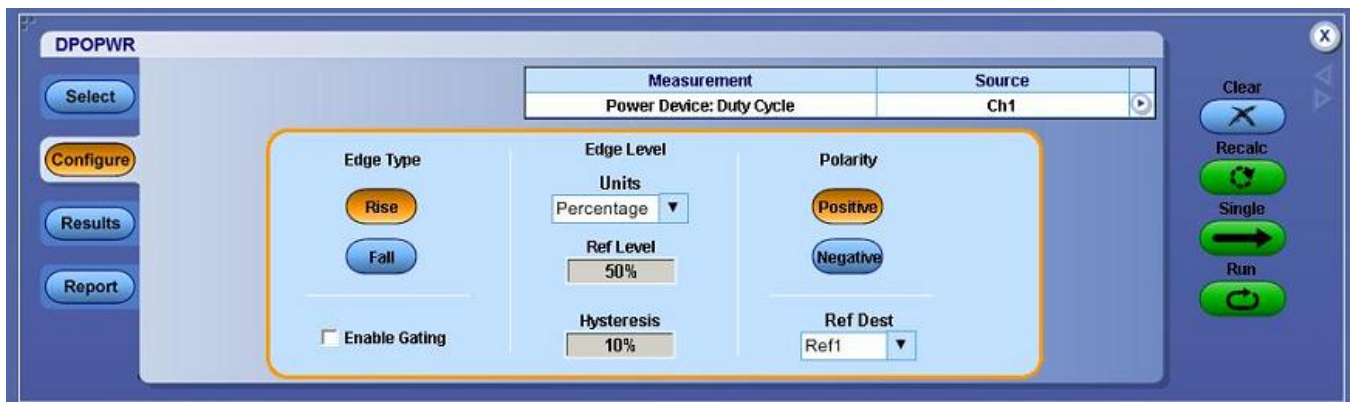 DPOPWR
Select
Configure
Results
Report
Measurement Source
Power Device: Duty Cycle Ch1
Edge Type
Rise
Fall
Enable Gating
Edge Level
Units
Percentage
Ref Level
50%
Hysteresis
10%
Polarity
Positive
Negative
Ref Dest
Ref1
X
Clear
Recalc
Single
Run